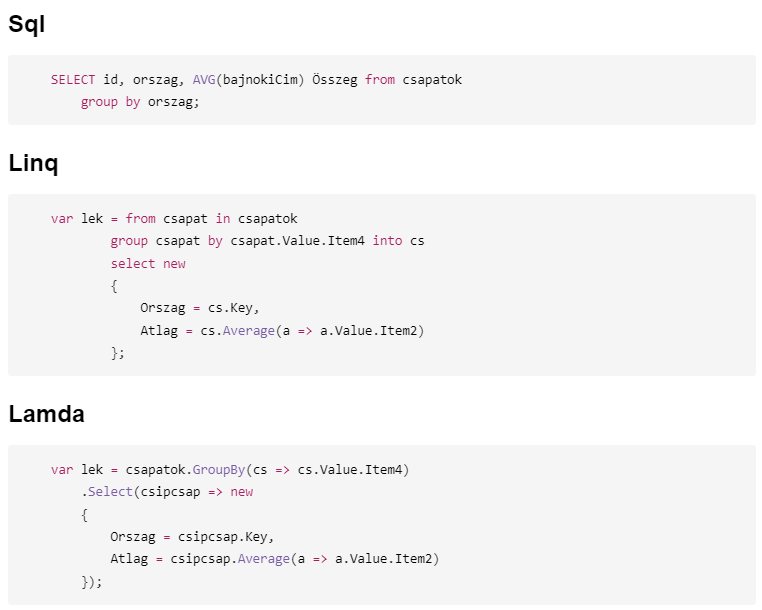 Sql
SELECT id, orszag, AVG(bajnokiCim) Összeg from csapatok
group by orszag;
Linq
var lek = from csapat in csapatok
group csapat by csapat.Value.Item4 into cs
select new
{
Orszag = cs.Key,
Atlag = cs.Average(a => a.Value.Item2)
};
Lamda
var lek = csapatok.GroupBy(cs => cs.Value.Item4)
.Select(csipcsap => new
{
Orszag = csipcsap.Key,
Atlag = csipcsap.Average(a => a.Value.Item2)
});